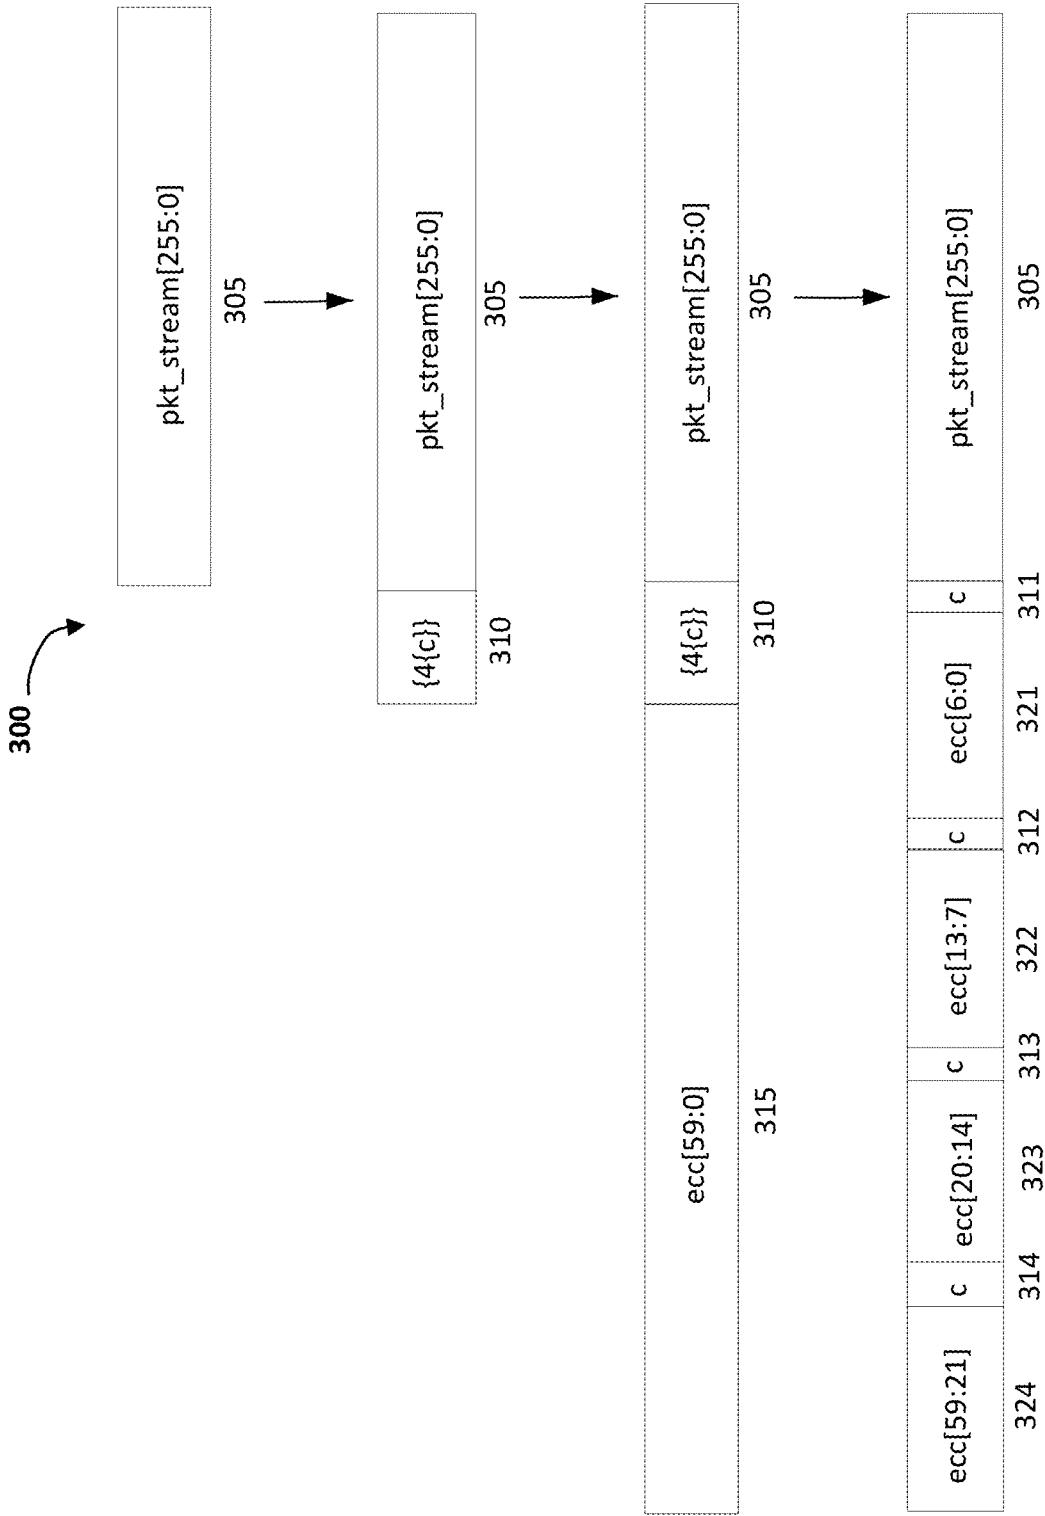 300
pkt_stream[255:0]
305
{4{c}} pkt_stream[255:0]
310 305
ecc[59:0] {4{c}} pkt_stream[255:0]
315 310 305
ecc[59:21] c ecc[20:14] c ecc[13:7] c ecc[6:0] c pkt_stream[255:0]
324 314 323 313 322 312 321 311 305